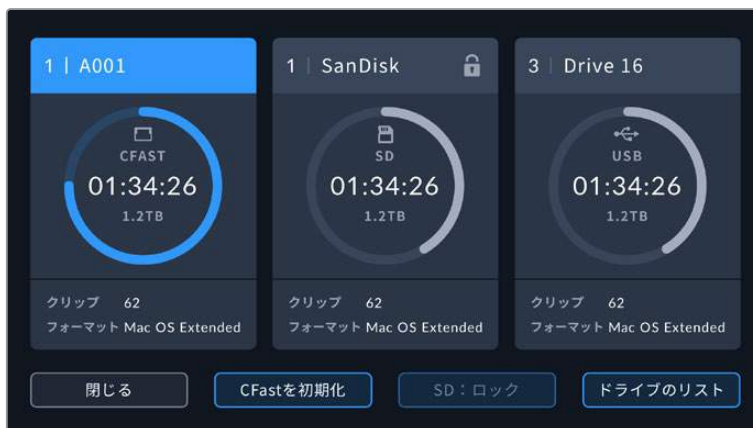 1 | A001
CFAST
01:34:26
1.2TB
クリップ 62
フォーマット Mac OS Extended
1 | SanDisk
SD
01:34:26
1.2TB
クリップ 62
フォーマット Mac OS Extended
3 | Drive 16
USB
01:34:26
1.2TB
クリップ 62
フォーマット Mac OS Extended
閉じる
CFastを初期化
SD：ロック
ドライブのリスト